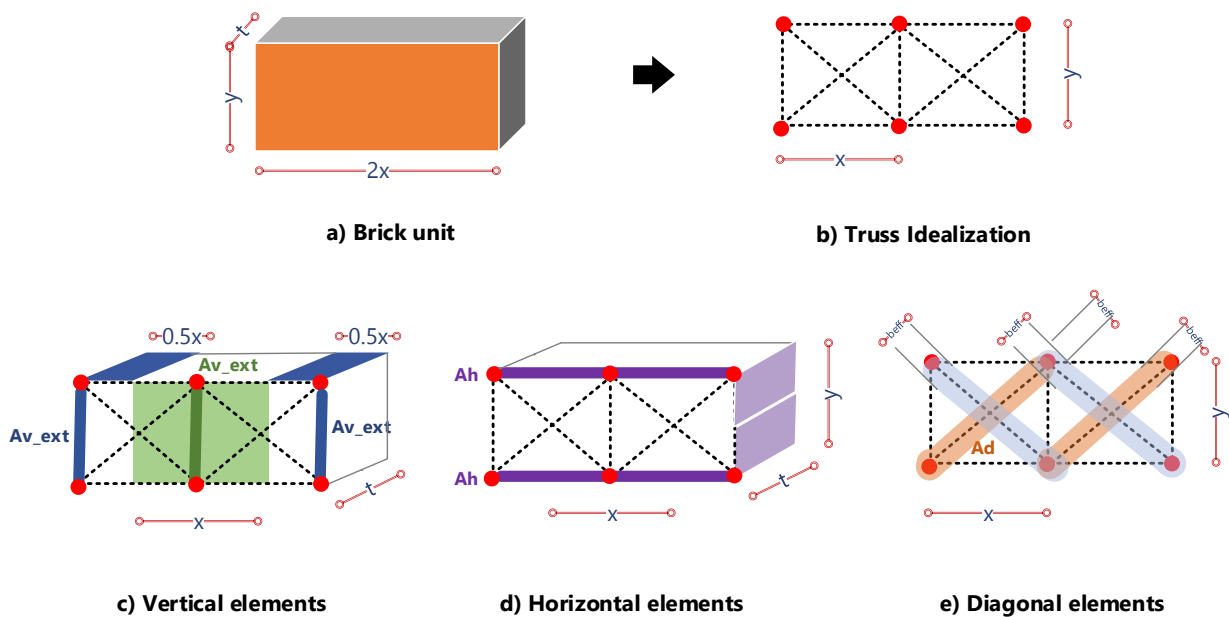 t
y
2x
a) Brick unit
x
y
b) Truss Idealization
0.5x
0.5x
Av_ext
Av_ext
Av_ext
x
t
c) Vertical elements
Ah
Ah
y
x
t
d) Horizontal elements
beff
beff
beff
beff
Ad
y
x
e) Diagonal elements